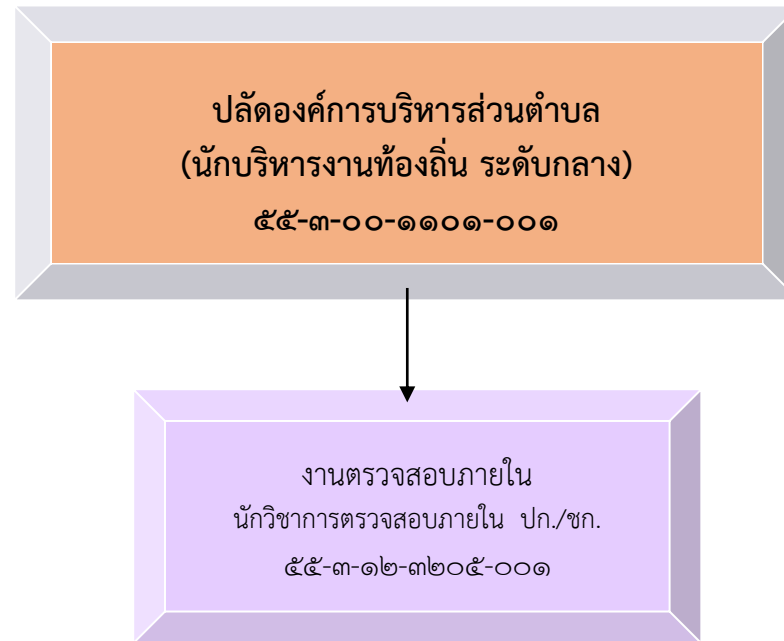 ปลัดองค์การบริหารส่วนตำบล
(นักบริหารงานท้องถิ่น ระดับกลาง)
๕๕-๓-๐๐-๑๑๐๑-๐๐๑
งานตรวจสอบภายใน
นักวิชาการตรวจสอบภายใน ปก./ชก.
๕๕-๓-๑๒-๓๒๐๕-๐๐๑